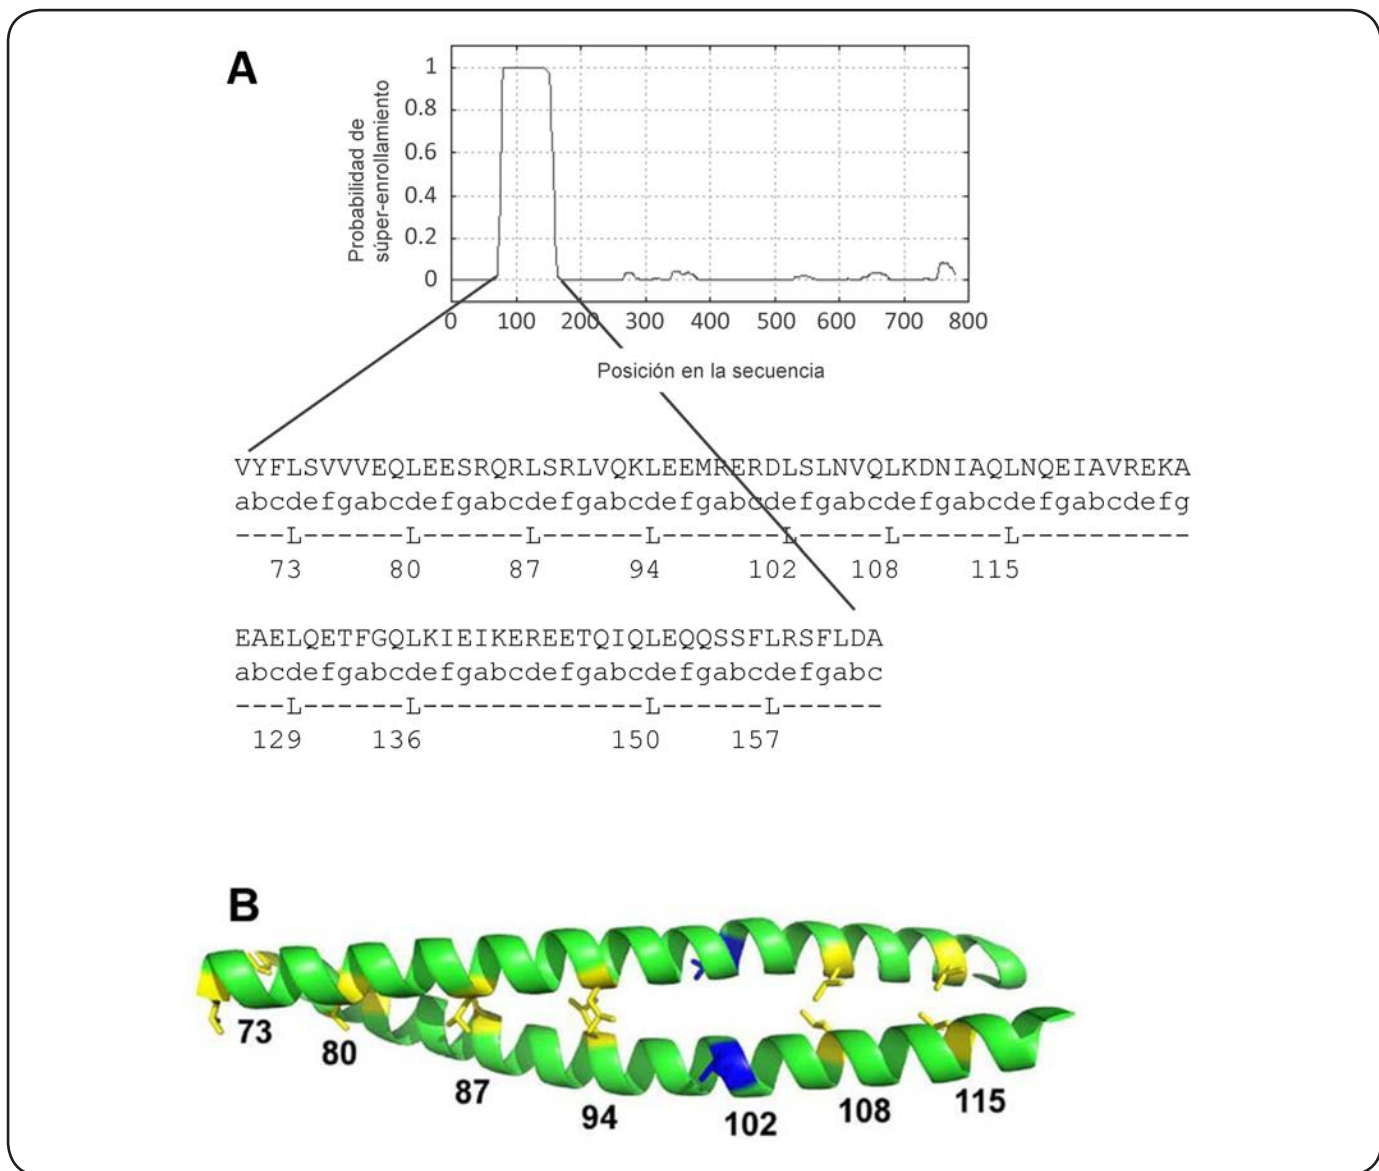 A
Probabilidad de
súper-enrollamiento
1
0.8
0.6
0.4
0.2
0
0 100 200 300 400 500 600 700 800
Posición en la secuencia
VYFLSVVVEQLEESRQRLSRLVQKLEEMRERDLSLNVQLKDNIAQLNQEIAVREKA
abcdefgabcdefgabcdefgabcdefgabcdefgabcdefgabcdefgabcdefg
---L------L------L------L-------L-----L------L----------
73 80 87 94 102 108 115
EAELQETFGQLKIEIKEREETQIQLEQQSSFLRSFLDA
abcdefgabcdefgabcdefgabcdefgabcdefgabc
---L------L-------------L------L------
129 136 150 157
B
73 80 87 94 102 108 115